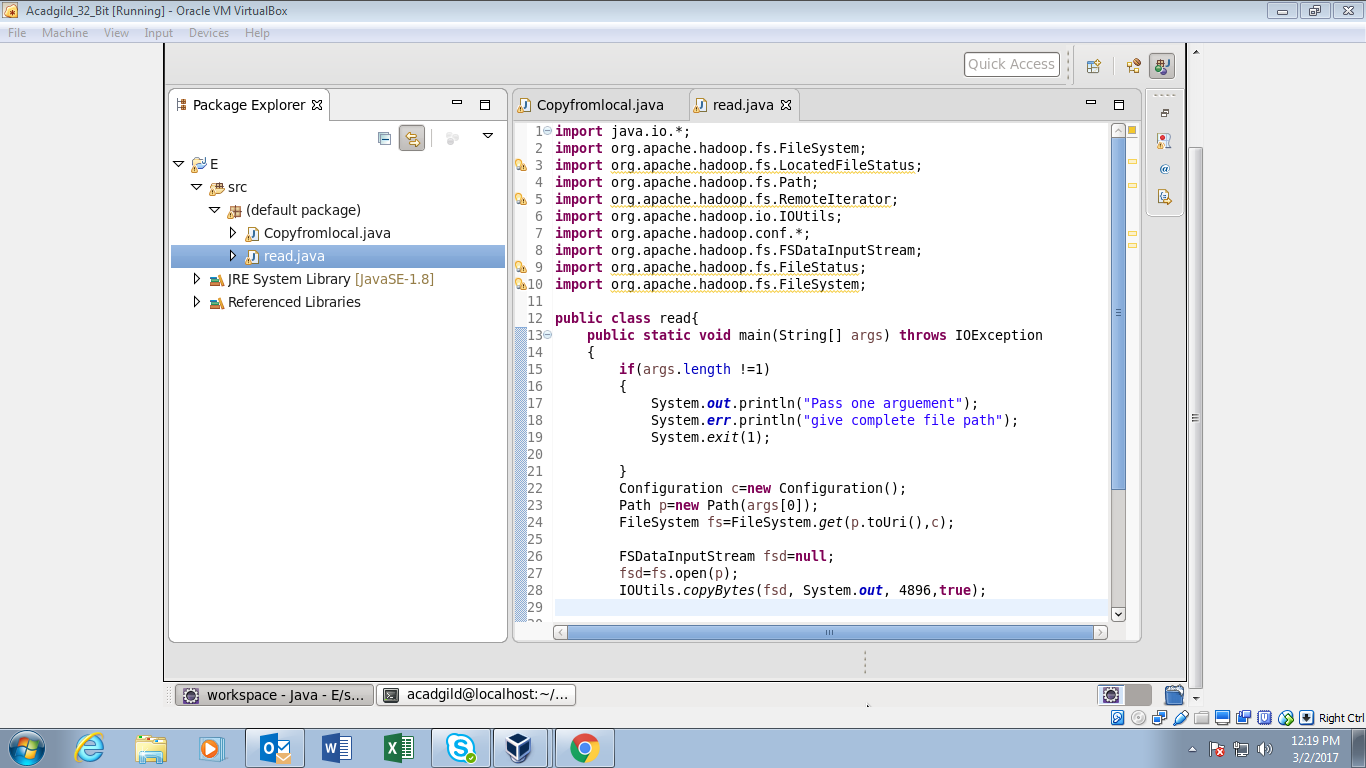 Acadgild_32_Bit [Running] - Oracle VM VirtualBox
File Machine View Input Devices Help
Quick Access
Package Explorer
Copyfromlocal.java
read.java
E
src
(default package)
Copyfromlocal.java
read.java
JRE System Library [JavaSE-1.8]
Referenced Libraries
1 import java.io.*;
2 import org.apache.hadoop.fs.FileSystem;
3 import org.apache.hadoop.fs.LocatedFileStatus;
4 import org.apache.hadoop.fs.Path;
5 import org.apache.hadoop.fs.RemoteIterator;
6 import org.apache.hadoop.io.IOUtils;
7 import org.apache.hadoop.conf.*;
8 import org.apache.hadoop.fs.FSDataInputStream;
9 import org.apache.hadoop.fs.FileStatus;
10 import org.apache.hadoop.fs.FileSystem;
11
12 public class read{
13 public static void main(String[] args) throws IOException
14 {
15 if(args.length !=1)
16 {
17 System.out.println("Pass one arguement");
18 System.err.println("give complete file path");
19 System.exit(1);
20
21 }
22 Configuration c=new Configuration();
23 Path p=new Path(args[0]);
24 FileSystem fs=FileSystem.get(p.toUri(),c);
25
26 FSDataInputStream fsd=null;
27 fsd=fs.open(p);
28 IOUtils.copyBytes(fsd, System.out, 4896,true);
29
workspace - Java - E/s...
acadgild@localhost:~/...
Right Ctrl
12:19 PM
3/2/2017